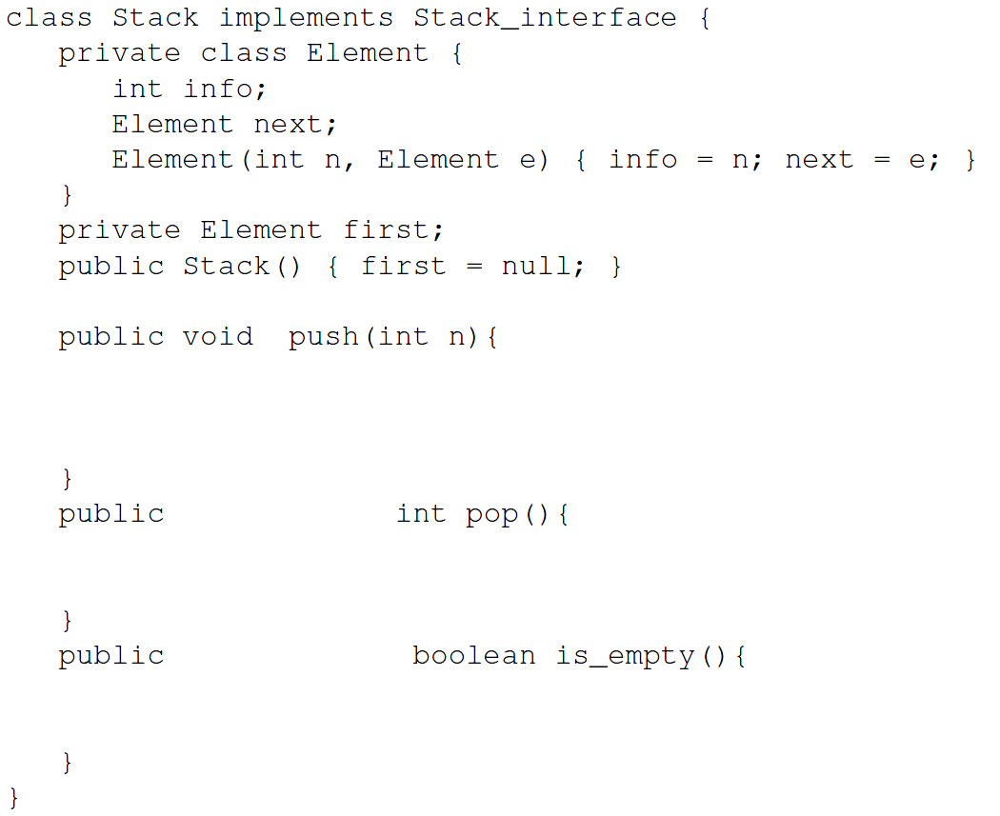 class Stack implements Stack_interface {
private class Element {
int info;
Element next;
Element(int n, Element e) { info = n; next = e; }
}
private Element first;
public Stack() { first = null; }
public void push(int n){
}
public int pop(){
}
public boolean is_empty(){
}
}